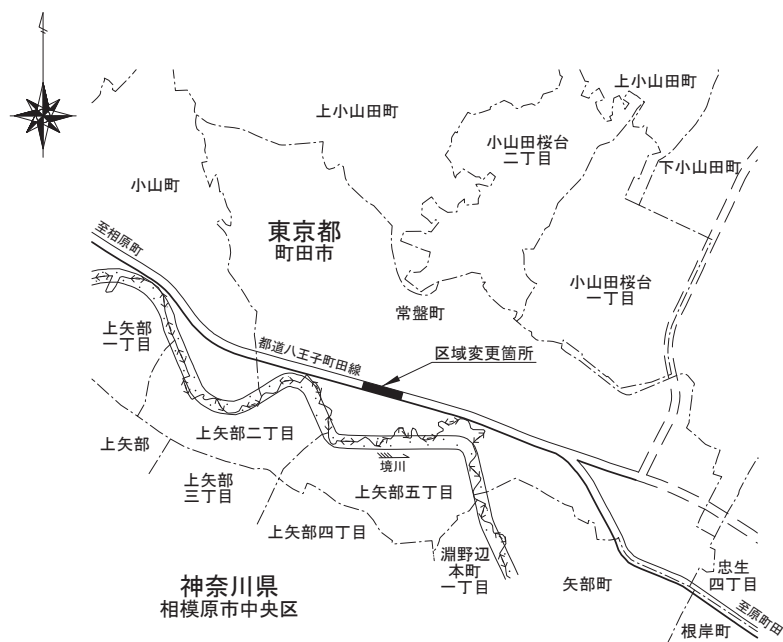 上小山田町
上小山田町
小山田桜台
二丁目
下小山田町
小山町
東京都
町田市
至相原町
小山田桜台
一丁目
常盤町
上矢部
一丁目
都道八王子町田線
区域変更箇所
上矢部
上矢部二丁目
上矢部
三丁目
境川
上矢部五丁目
上矢部四丁目
淵野辺
本町
一丁目
矢部町
忠生
四丁目
神奈川県
相模原市中央区
至原町田
根岸町